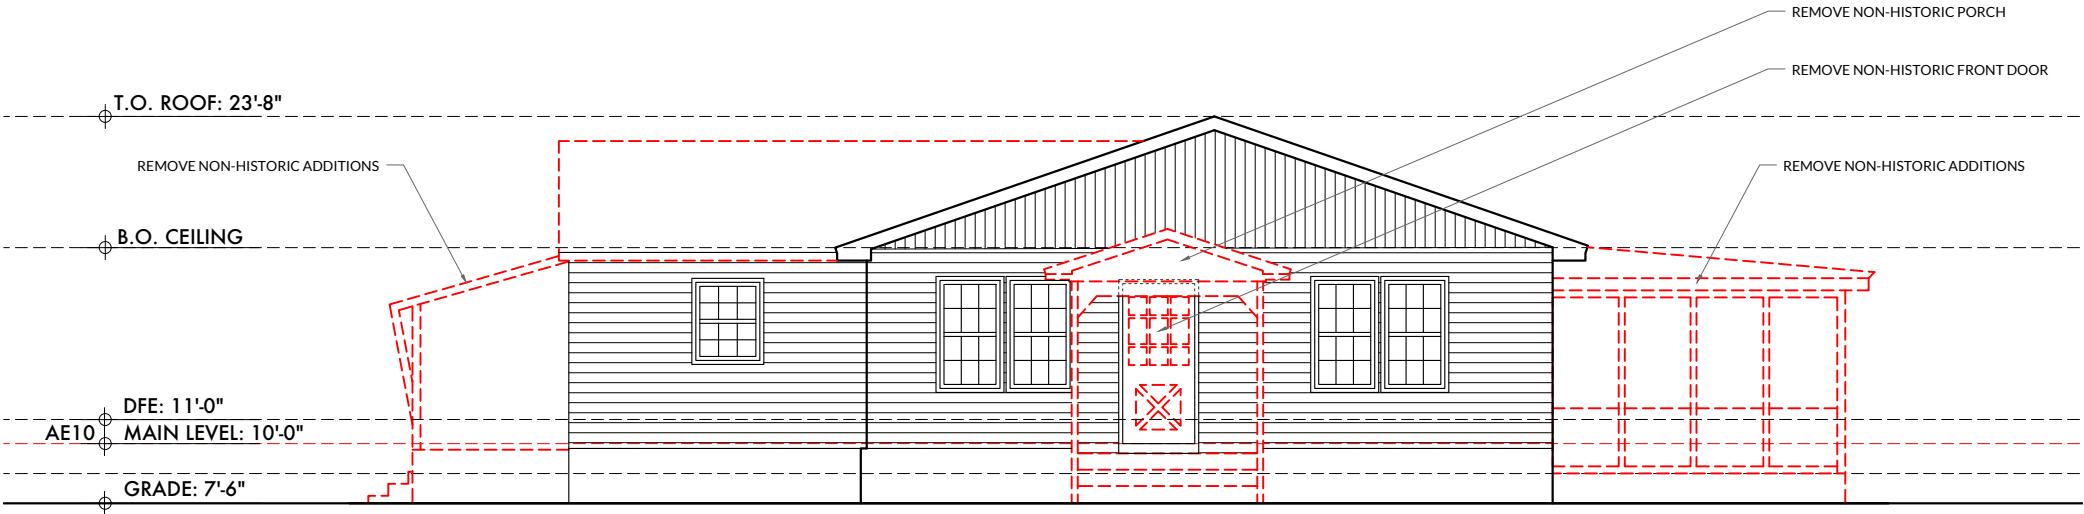 REMOVE NON-HISTORIC PORCH
REMOVE NON-HISTORIC FRONT DOOR
T.O. ROOF: 23'-8"
REMOVE NON-HISTORIC ADDITIONS
REMOVE NON-HISTORIC ADDITIONS
B.O. CEILING
DFE: 11'-0"
AE10 MAIN LEVEL: 10'-0"
GRADE: 7'-6"